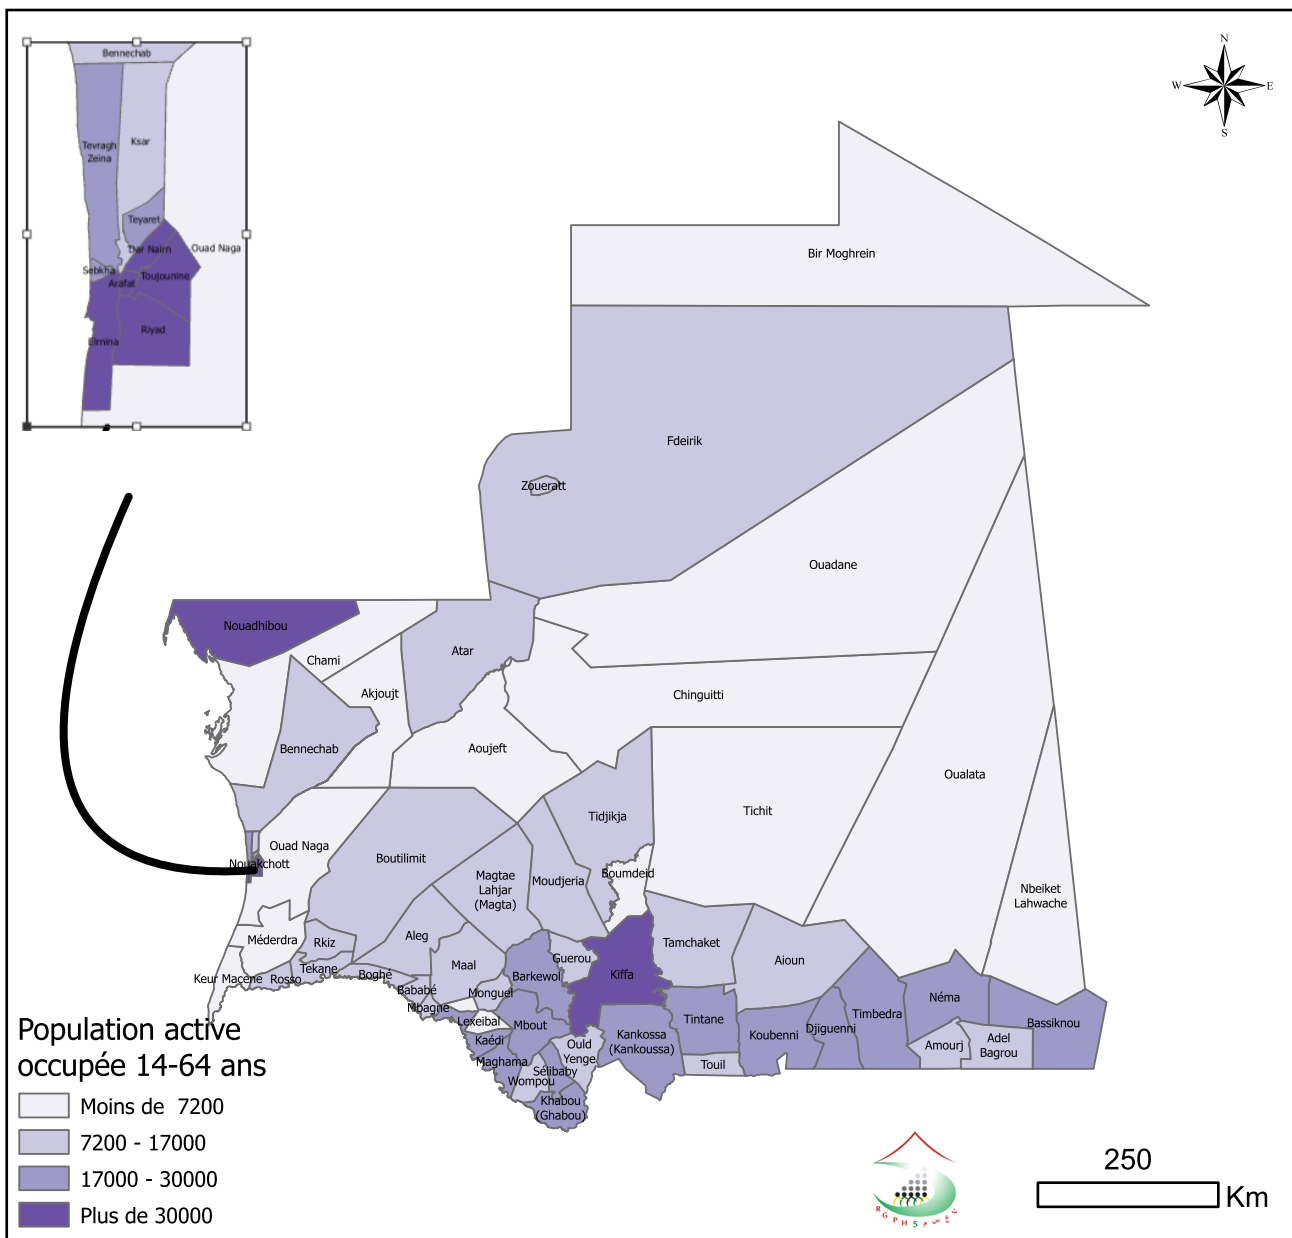 Bennechab
Tevragh
Zeina
Ksar
Teyaret
Dar Naim
Ouad Naga
Sebkha
Toujounine
Arafat
Riyad
Elmina
N
W
E
S
Bir Moghrein
Fdeirik
Zoueratt
Ouadane
Nouadhibou
Chami
Atar
Akjoujt
Chinguitti
Bennechab
Aoujeft
Oualata
Tidjikja
Tichit
Ouad Naga
Nouakchott
Boutilimit
Magtae
Lahjar
(Magta)
Moudjeria
Boumdeid
Nbeiket
Lahwache
Méderdra
Rkiz
Aleg
Tamchaket
Aioun
Keur Macène
Rosso
Tekane
Boghé
Maal
Guerou
Barkewol
Kiffa
Bababé
Monguel
Mbagne
Lexeibal
Mbout
Kaédi
Kankossa
(Kankoussa)
Tintane
Koubenni
Djiguenni
Timbedra
Néma
Bassiknou
Amourj
Adel
Bagrou
Ould
Yenge
Maghama
Sélibaby
Wompou
Touil
Khabou
(Ghabou)
Population active
occupée 14-64 ans
Moins de 7200
7200 - 17000
17000 - 30000
Plus de 30000
250
Km
RGPH5